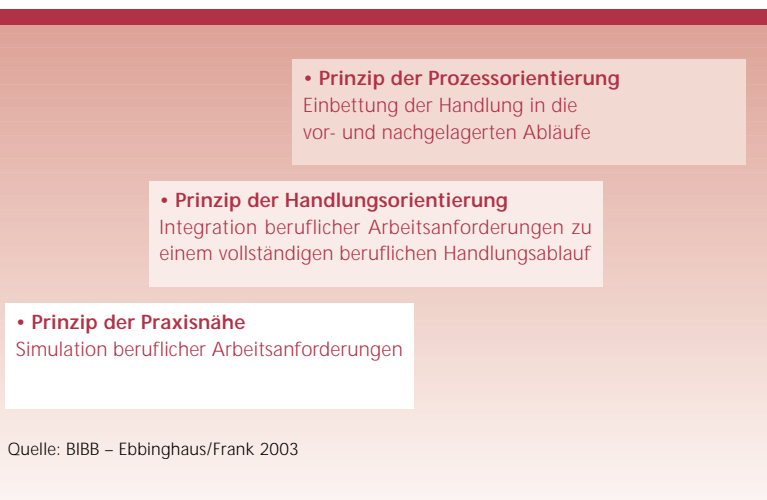 • Prinzip der Prozessorientierung
Einbettung der Handlung in die
vor- und nachgelagerten Abläufe
• Prinzip der Handlungsorientierung
Integration beruflicher Arbeitsanforderungen zu
einem vollständigen beruflichen Handlungsablauf
• Prinzip der Praxisnähe
Simulation beruflicher Arbeitsanforderungen
Quelle: BIBB – Ebbinghaus/Frank 2003